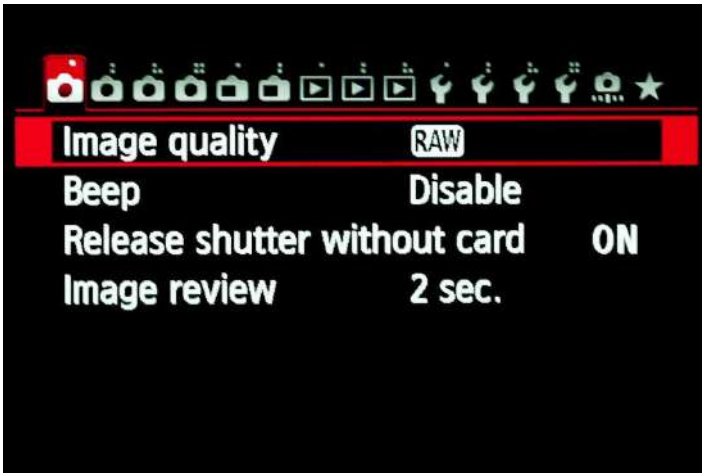 Image quality RAW
Beep Disable
Release shutter without card ON
Image review 2 sec.